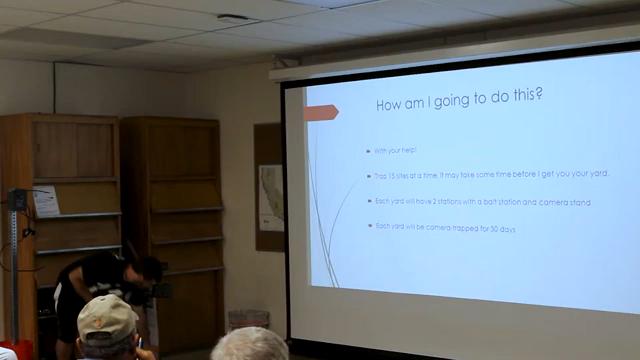 How am I going to do this?
With your help!
Trap 15 sites at a time. It may take some time before I get you your yard.
Each yard will have 2 stations with a bait station and camera stand
Each yard will be camera-trapped for 30 days